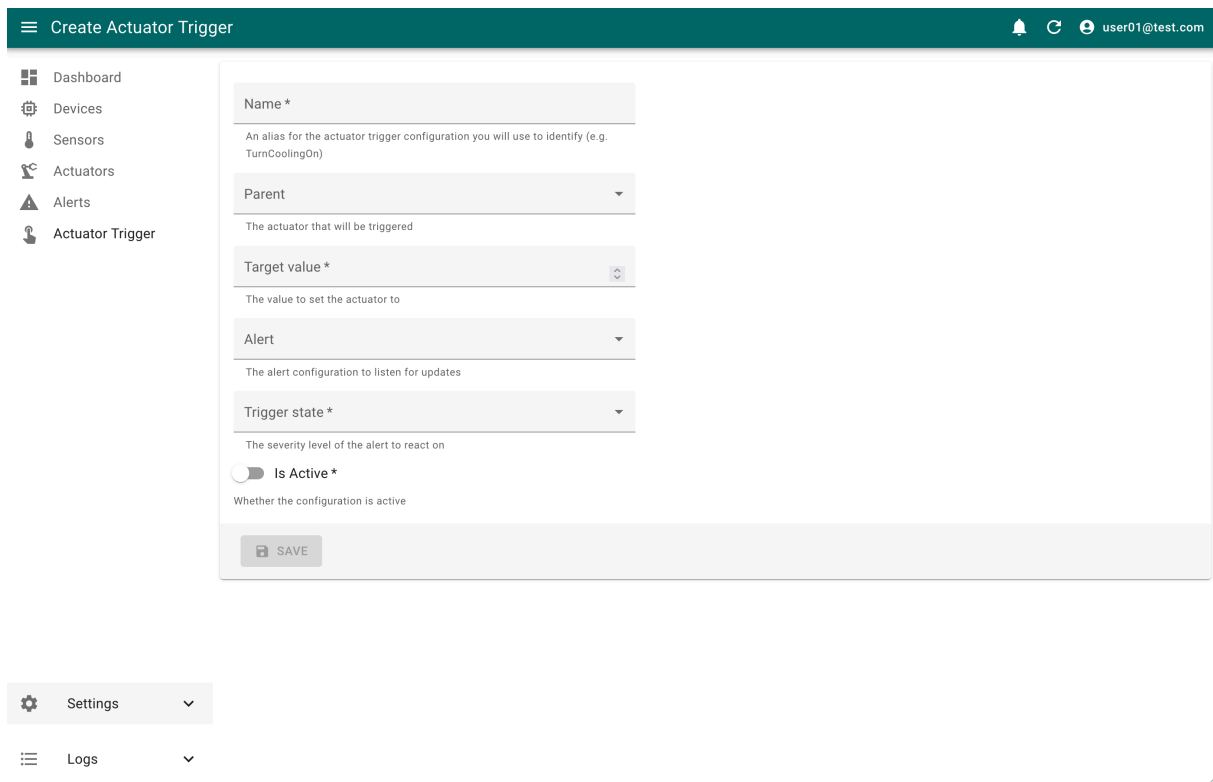 Create Actuator Trigger
user01@test.com
Dashboard
Devices
Sensors
Actuators
Alerts
Actuator Trigger
Name *
An alias for the actuator trigger configuration you will use to identify (e.g.
TurnCoolingOn)
Parent
The actuator that will be triggered
Target value *
The value to set the actuator to
Alert
The alert configuration to listen for updates
Trigger state *
The severity level of the alert to react on
Is Active *
Whether the configuration is active
SAVE
Settings
Logs